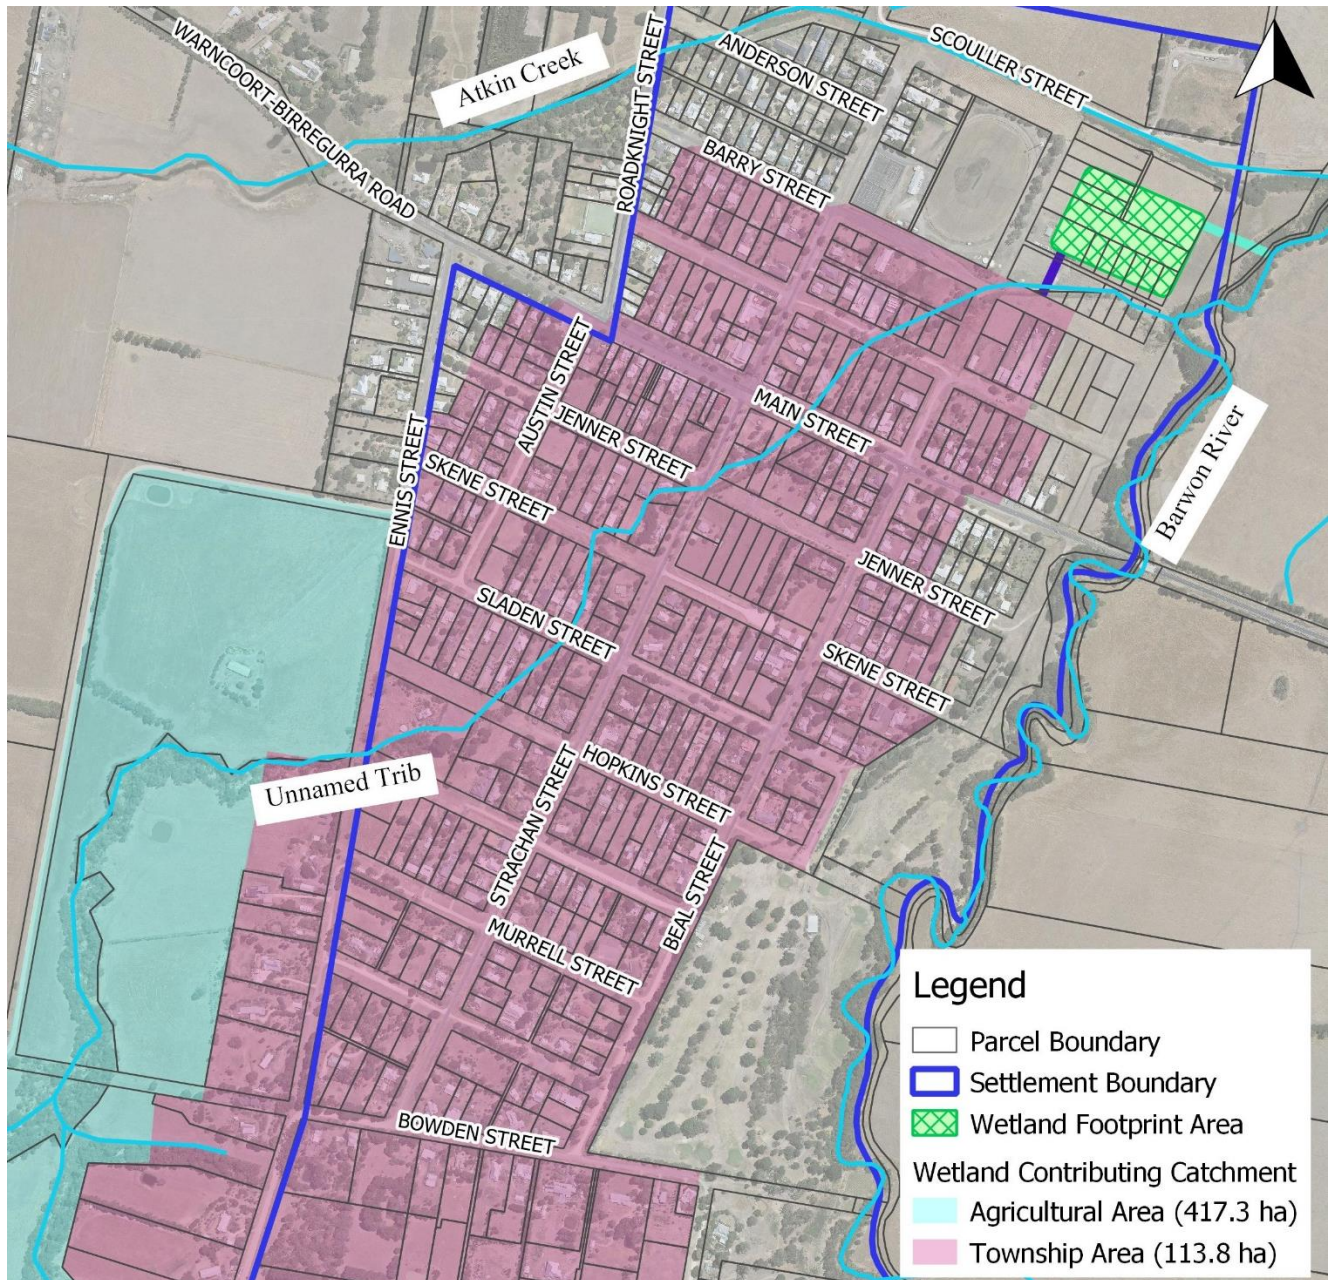 WARNCOORT-BIRREGURRA ROAD
Atkin Creek
ROADKNIGHT STREET
ANDERSON STREET
SCOULLER STREET
BARRY STREET
AUSTIN STREET
JENNER STREET
MAIN STREET
ENNIS STREET
SKENE STREET
Barwon River
SLADEN STREET
JENNER STREET
SKENE STREET
Unnamed Trib
STRACHAN STREET
HOPKINS STREET
BEAL STREET
MURRELL STREET
BOWDEN STREET
Legend
Parcel Boundary
Settlement Boundary
Wetland Footprint Area
Wetland Contributing Catchment
Agricultural Area (417.3 ha)
Township Area (113.8 ha)